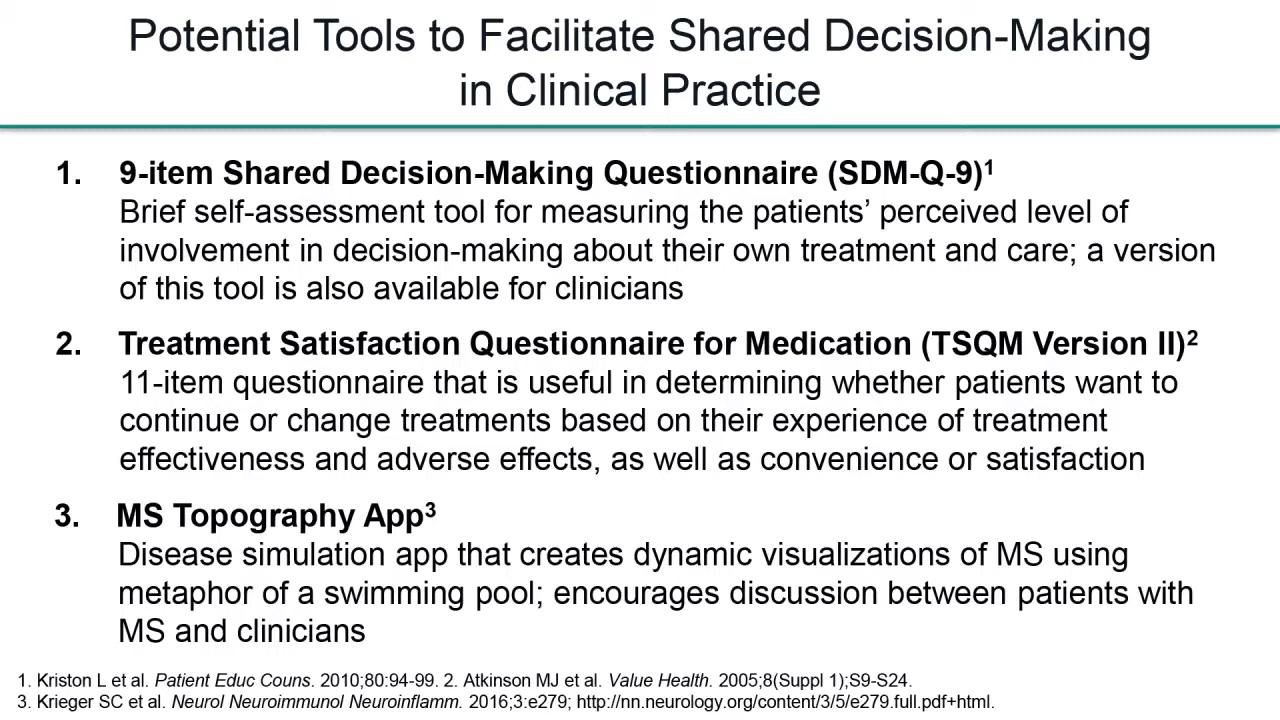 Potential Tools to Facilitate Shared Decision-Making
in Clinical Practice
1. 9-item Shared Decision-Making Questionnaire (SDM-Q-9)1
Brief self-assessment tool for measuring the patients’ perceived level of
involvement in decision-making about their own treatment and care; a version
of this tool is also available for clinicians
2. Treatment Satisfaction Questionnaire for Medication (TSQM Version II)2
11-item questionnaire that is useful in determining whether patients want to
continue or change treatments based on their experience of treatment
effectiveness and adverse effects, as well as convenience or satisfaction
3. MS Topography App3
Disease simulation app that creates dynamic visualizations of MS using
metaphor of a swimming pool; encourages discussion between patients with
MS and clinicians
1. Kriston L et al. Patient Educ Couns. 2010;80:94-99. 2. Atkinson MJ et al. Value Health. 2005;8(Suppl 1);S9-S24.
3. Krieger SC et al. Neurol Neuroimmunol Neuroinflamm. 2016;3:e279; http://nn.neurology.org/content/3/5/e279.full.pdf+html.